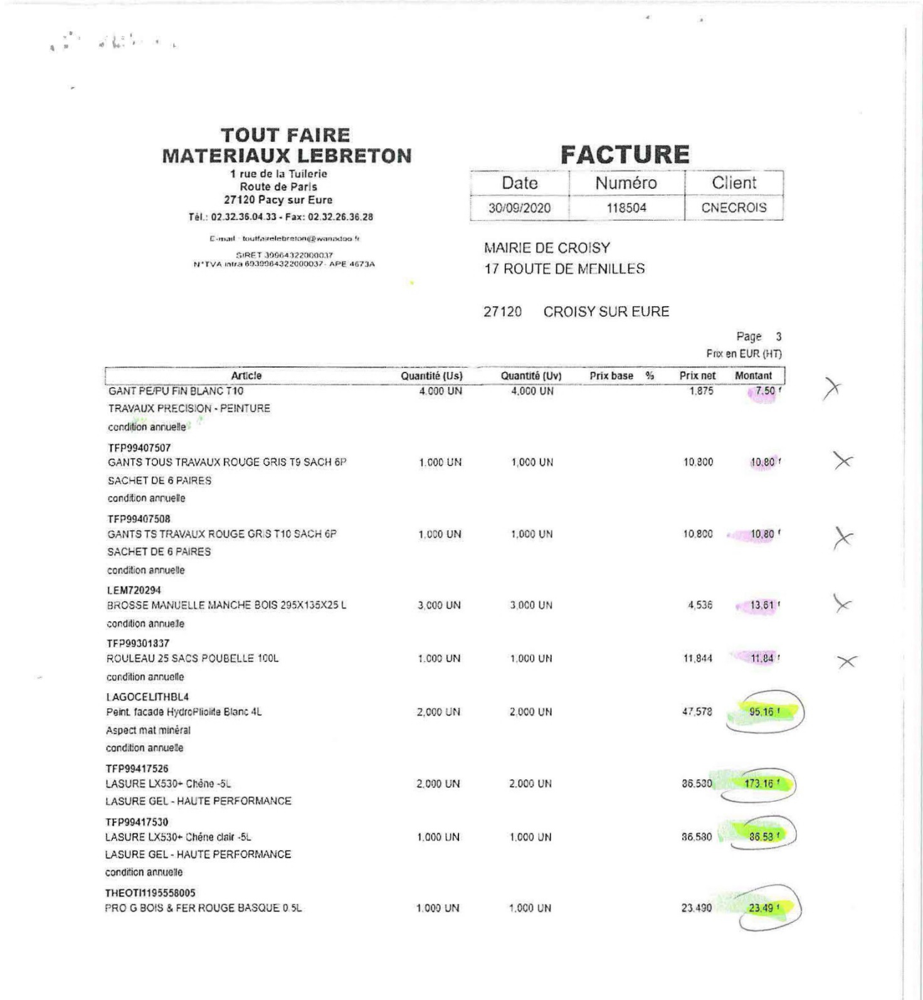 TOUT FAIRE
MATERIAUX LEBRETON
1 rue de la Tuilerie
Route de Paris
27120 Pacy sur Eure
Tél.: 02.32.36.04.33 - Fax: 02.32.26.36.28
E-mail : toutfairelebreton@wanadoo.fr
SIRET 39964322000037
N°TVA intra 6939964322000037- APE 4673A
FACTURE
Date Numéro Client
30/09/2020 118504 CNECROIS
MAIRIE DE CROISY
17 ROUTE DE MENILLES
27120 CROISY SUR EURE
Page 3
Prix en EUR (HT)
Article Quantité (Us) Quantité (Uv) Prix base % Prix net Montant
GANT PE/PU FIN BLANC T10 4.000 UN 4,000 UN 1,875 7,50
TRAVAUX PRECISION - PEINTURE
condition annuelle
TFP99407507
GANTS TOUS TRAVAUX ROUGE GRIS T9 SACH 6P 1.000 UN 1,000 UN 10,800 10,80
SACHET DE 6 PAIRES
condition annuelle
TFP99407508
GANTS TS TRAVAUX ROUGE GRIS T10 SACH 6P 1,000 UN 1,000 UN 10,800 10,80
SACHET DE 6 PAIRES
condition annuelle
LEM720294
BROSSE MANUELLE MANCHE BOIS 295X135X25 L 3,000 UN 3,000 UN 4,536 13,61
condition annuelle
TFP99301837
ROULEAU 25 SACS POUBELLE 100L 1.000 UN 1,000 UN 11,844 11,84
condition annuelle
LAGOCELITHBL4
Peint. facade HydroPliolite Blanc 4L 2,000 UN 2,000 UN 47,578 95,16
Aspect mat minéral
condition annuelle
TFP99417526
LASURE LX530+ Chêne -5L 2.000 UN 2.000 UN 86,580 173,16
LASURE GEL - HAUTE PERFORMANCE
TFP99417530
LASURE LX530+ Chêne clair -5L 1.000 UN 1,000 UN 86,580 86,58
LASURE GEL - HAUTE PERFORMANCE
condition annuelle
THEOTI1195558005
PRO G BOIS & FER ROUGE BASQUE 0.5L 1.000 UN 1,000 UN 23,490 23,49